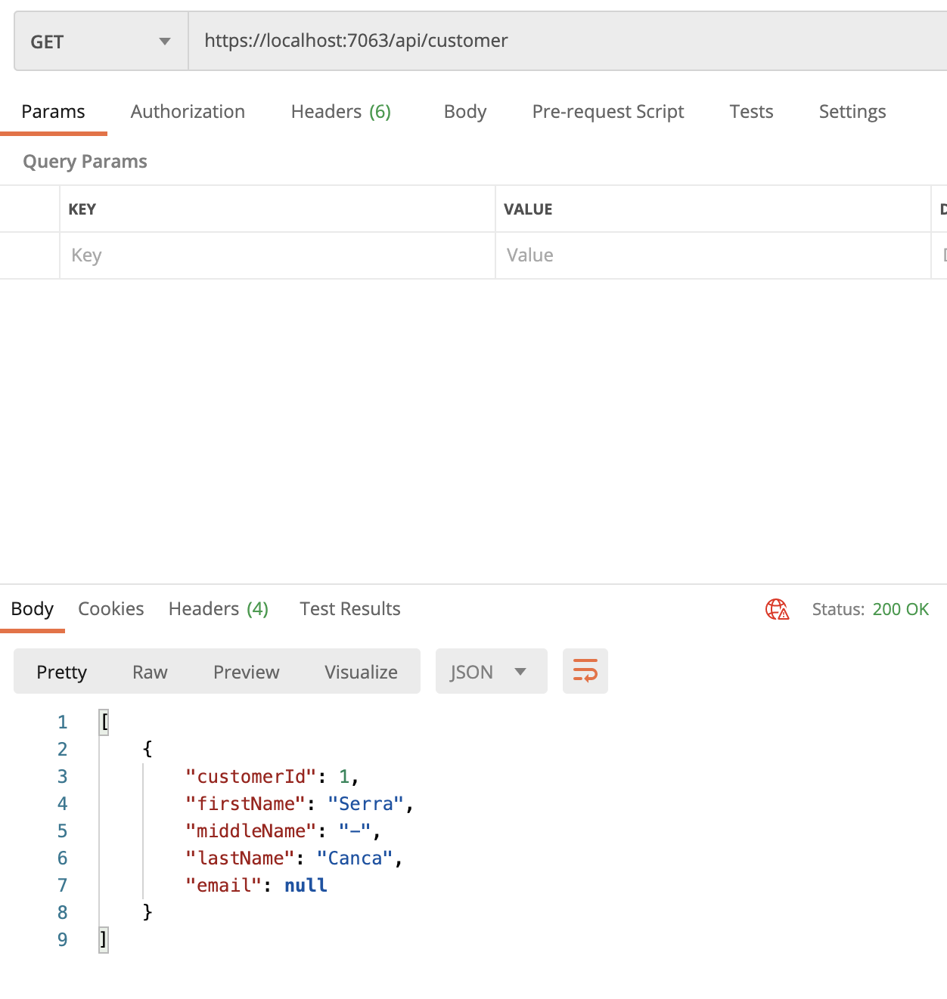 GET https://localhost:7063/api/customer
Params Authorization Headers (6) Body Pre-request Script Tests Settings
Query Params
KEY VALUE D
Key Value D
Body Cookies Headers (4) Test Results Status: 200 OK
Pretty Raw Preview Visualize JSON
1 [
2 {
3 "customerId": 1,
4 "firstName": "Serra",
5 "middleName": "-",
6 "lastName": "Canca",
7 "email": null
8 }
9 ]